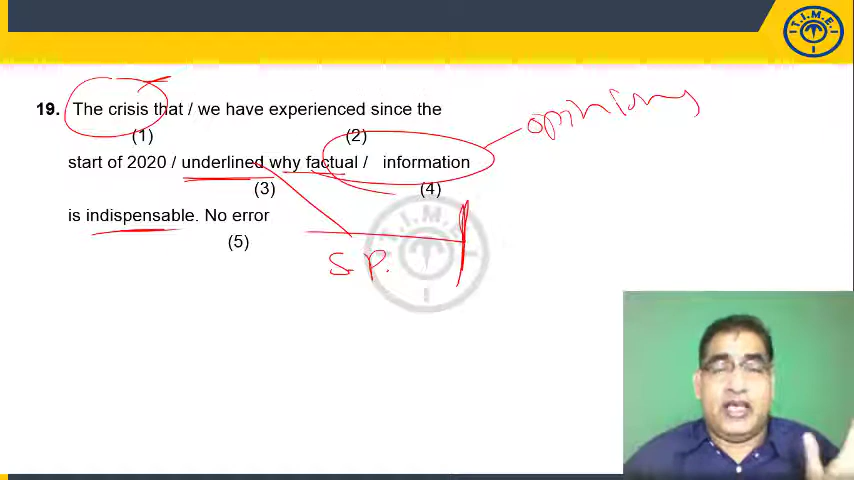 T.I.M.E.
19. The crisis that / we have experienced since the
(1) (2)
opinions
start of 2020 / underlined why factual / information
(3) (4)
is indispensable. No error
(5)
T.I.M.E.
S.P.